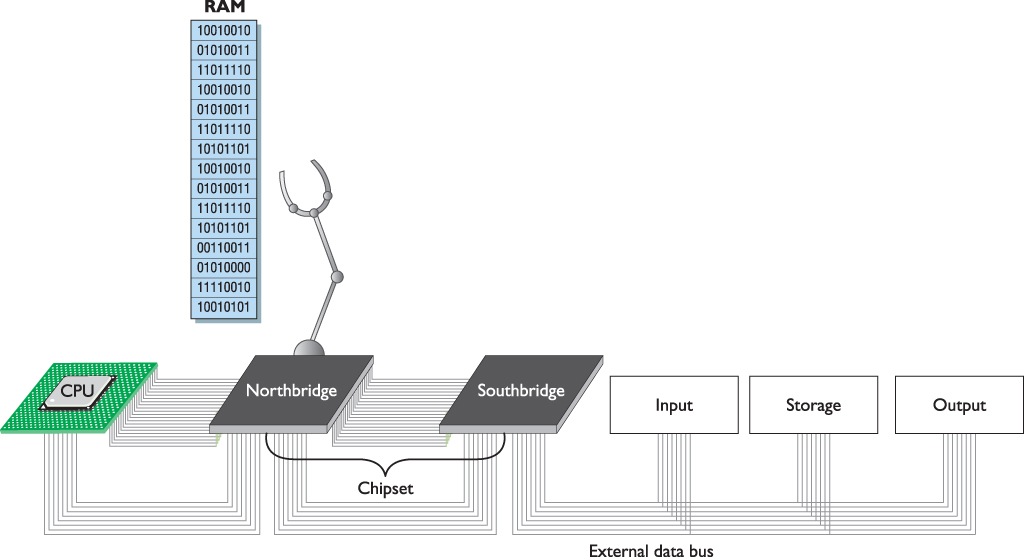 RAM
10010010
01010011
11011110
10010010
01010011
11011110
10101101
10010010
01010011
11011110
10101101
00110011
01010000
11110010
10010101
CPU
Northbridge
Southbridge
Input
Storage
Output
Chipset
External data bus